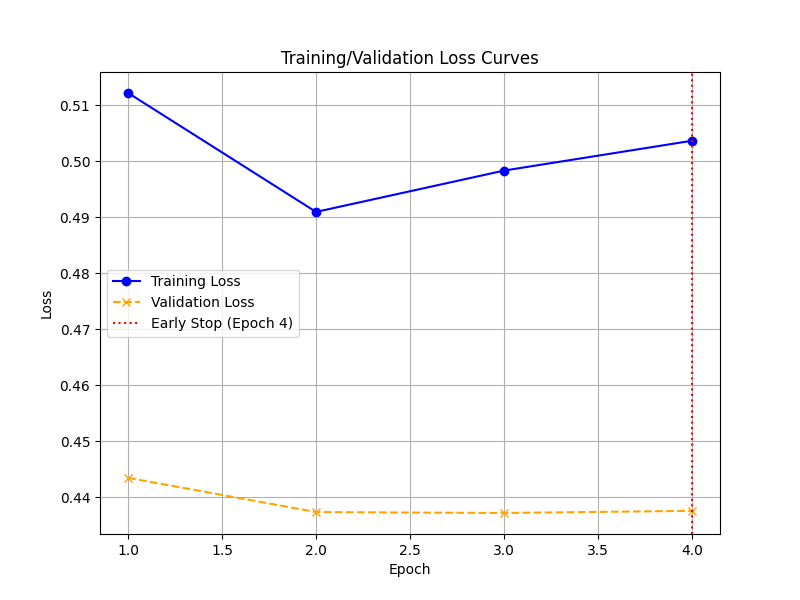 Training/Validation Loss Curves
0.51
0.50
0.49
0.48
0.47
0.46
0.45
0.44
Loss
Training Loss
Validation Loss
Early Stop (Epoch 4)
1.0 1.5 2.0 2.5 3.0 3.5 4.0
Epoch